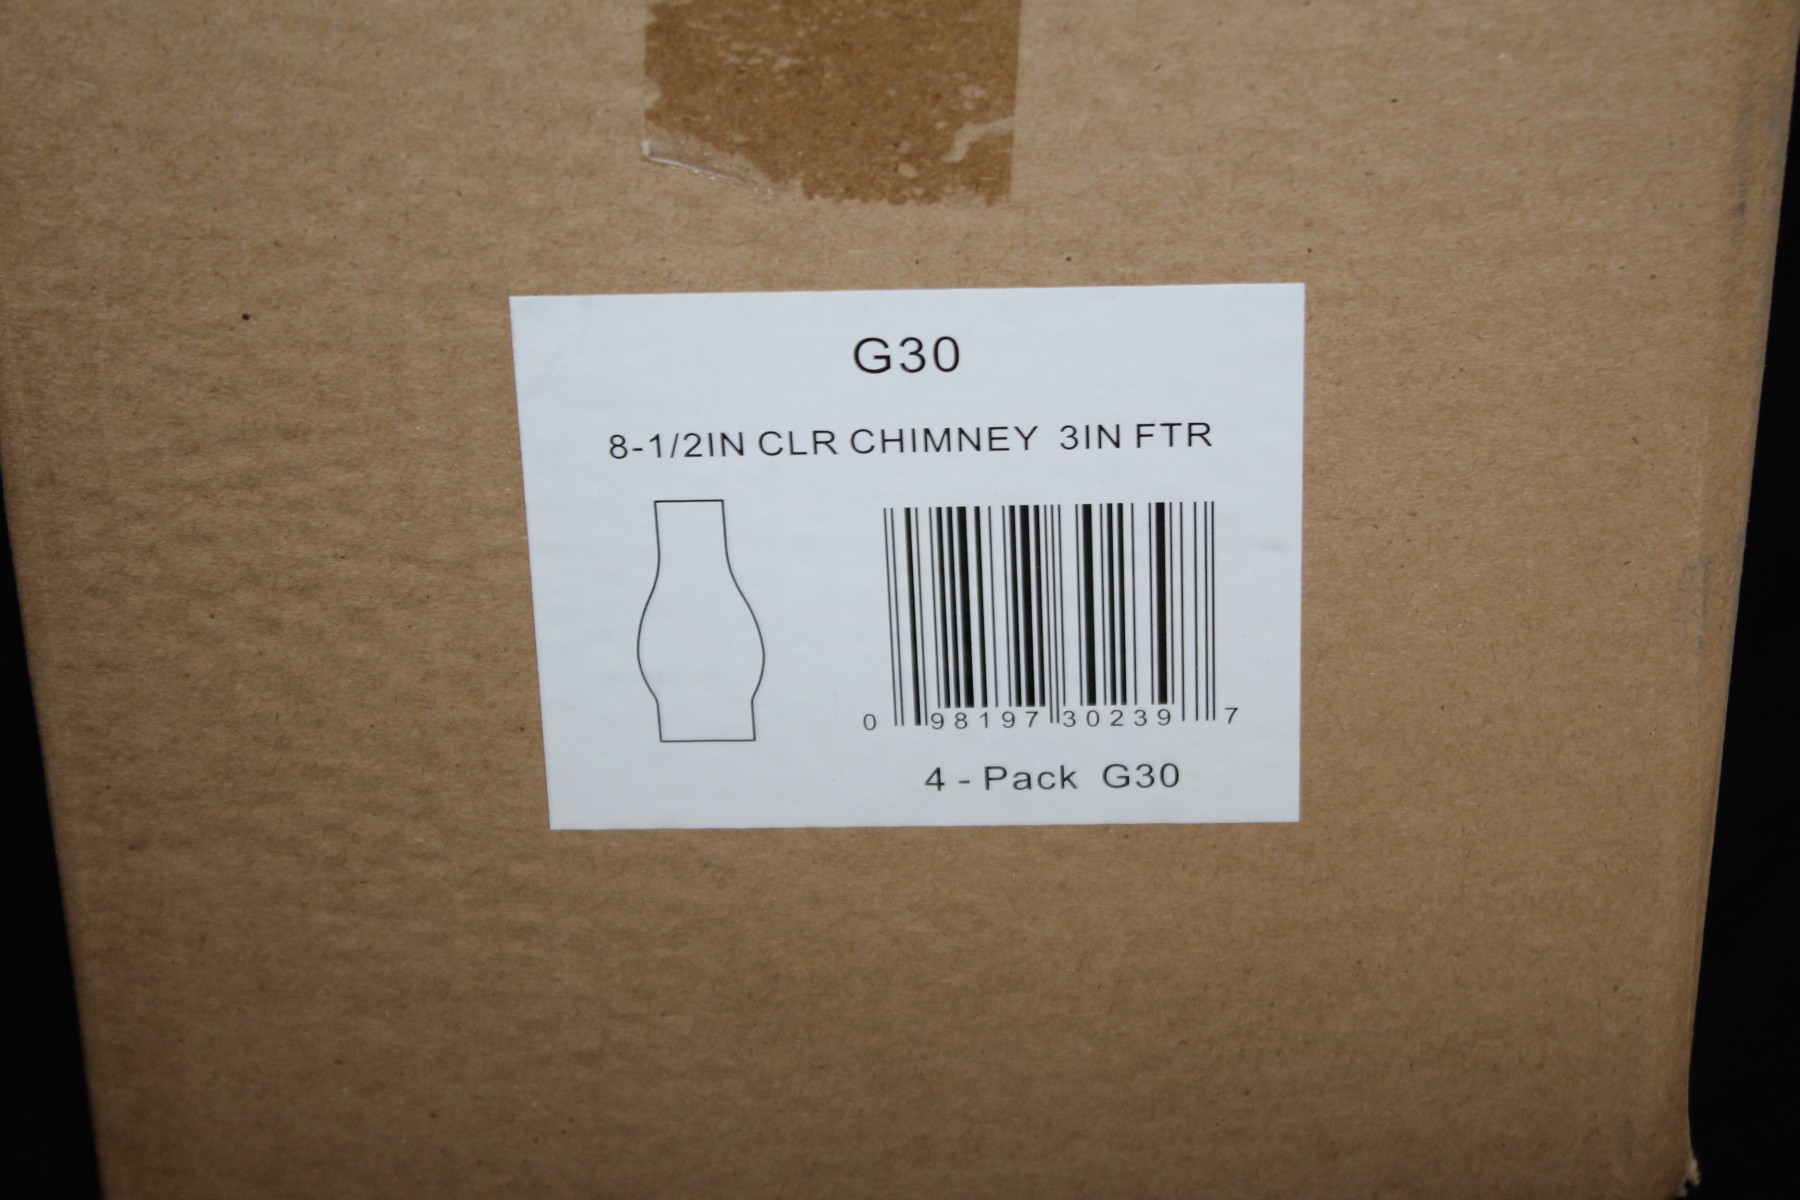 G30
8-1/2IN CLR CHIMNEY 3IN FTR
0 98197 30239 7
4 - Pack G30